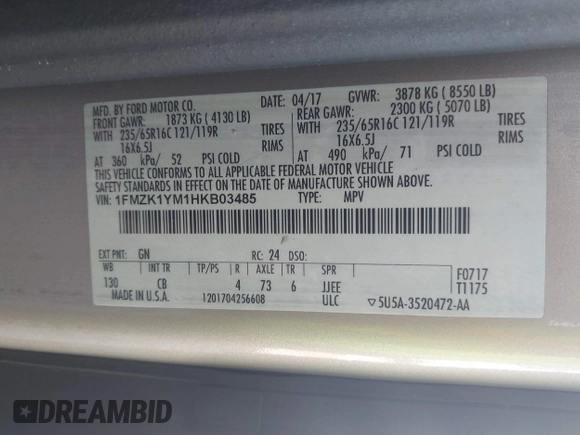 MFD. BY FORD MOTOR CO.
DATE: 04/17 GVWR: 3878 KG ( 8550 LB)
FRONT GAWR: 1873 KG ( 4130 LB)
REAR GAWR: 2300 KG ( 5070 LB)
WITH 235/65R16C 121/119R TIRES
WITH 235/65R16C 121/119R TIRES
16X6.5J RIMS
16X6.5J RIMS
AT 360 kPa/ 52 PSI COLD
AT 490 kPa/ 71 PSI COLD
THIS VEHICLE CONFORMS TO ALL APPLICABLE FEDERAL MOTOR VEHICLE
SAFETY STANDARDS IN EFFECT ON THE DATE OF MANUFACTURE SHOWN ABOVE.
VIN: 1FMZK1YM1HKB03485 TYPE: MPV
EXT PNT: GN RC: 24 DSO:
WB INT TR TP/PS R AXLE TR SPR F0717
130 CB 4 73 6 JJEE T1175
MADE IN U.S.A. 1201704256608 ULC ▽5U5A-3520472-AA
DREAMBID